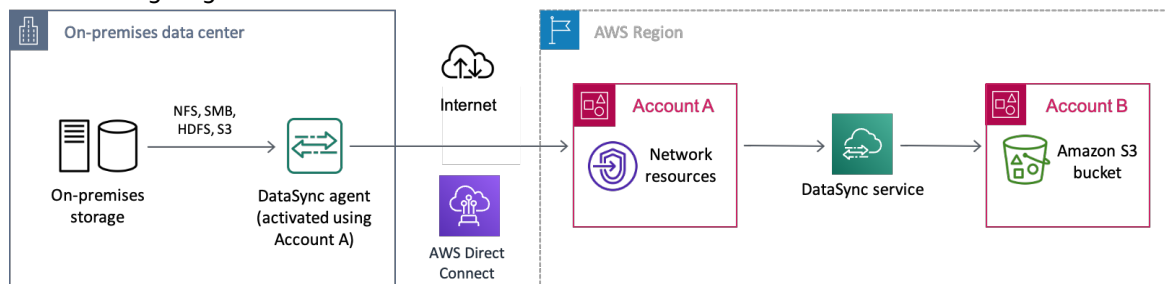 On-premises data center
NFS, SMB,
HDFS, S3
On-premises
storage
DataSync agent
(activated using
Account A)
Internet
AWS Direct
Connect
AWS Region
Account A
Network
resources
DataSync service
Account B
Amazon S3
bucket